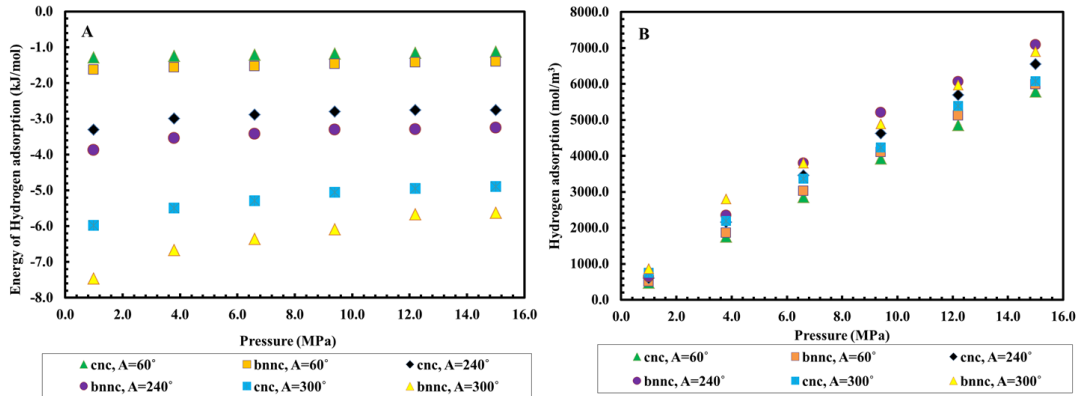 A
Energy of Hydrogen adsorption (kJ/mol)
0.0
-1.0
-2.0
-3.0
-4.0
-5.0
-6.0
-7.0
-8.0
0.0 2.0 4.0 6.0 8.0 10.0 12.0 14.0 16.0
Pressure (MPa)
cnc, A=60˚ bnnc, A=60˚ cnc, A=240˚
bnnc, A=240˚ cnc, A=300˚ bnnc, A=300˚
B
Hydrogen adsorption (mol/m³)
8000.0
7000.0
6000.0
5000.0
4000.0
3000.0
2000.0
1000.0
0.0
0.0 2.0 4.0 6.0 8.0 10.0 12.0 14.0 16.0
Pressure (MPa)
cnc, A=60˚ bnnc, A=60˚ cnc, A=240˚
bnnc, A=240˚ cnc, A=300˚ bnnc, A=300˚